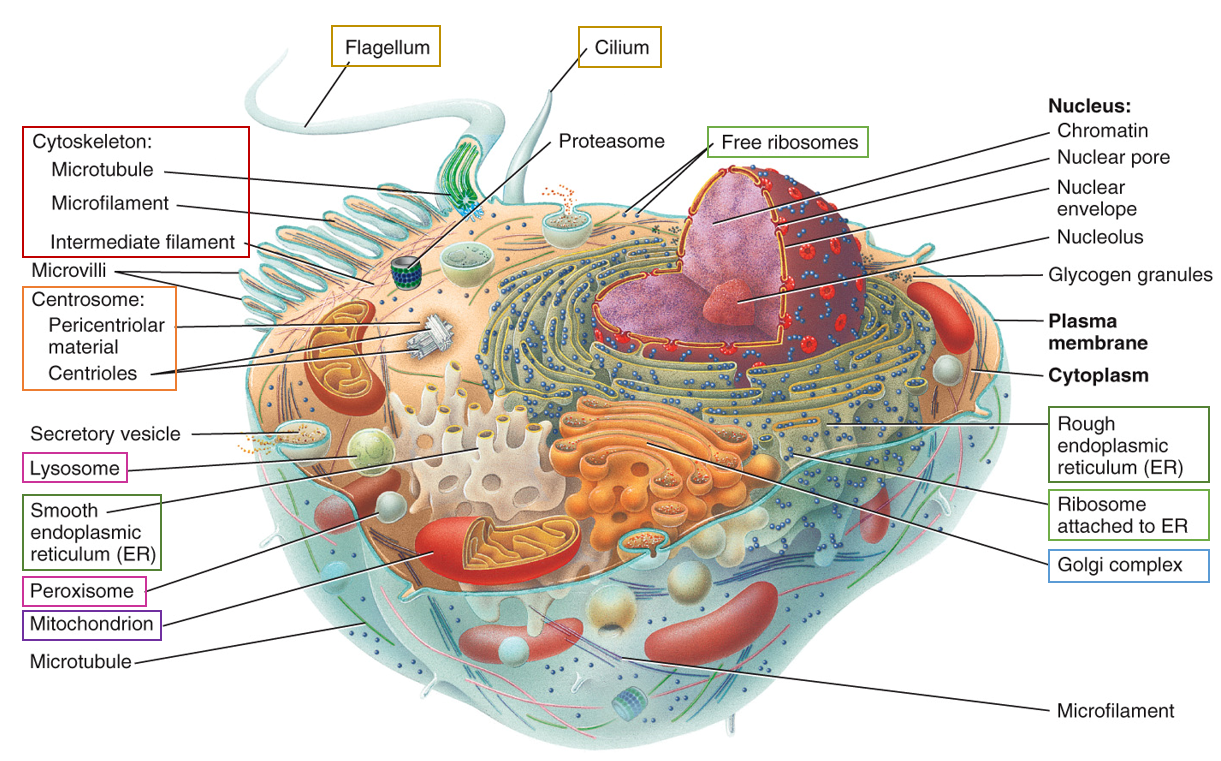 Flagellum
Cilium
Cytoskeleton:
Microtubule
Microfilament
Intermediate filament
Microvilli
Centrosome:
Pericentriolar
material
Centrioles
Secretory vesicle
Lysosome
Smooth
endoplasmic
reticulum (ER)
Peroxisome
Mitochondrion
Microtubule
Proteasome
Free ribosomes
Nucleus:
Chromatin
Nuclear pore
Nuclear
envelope
Nucleolus
Glycogen granules
Plasma
membrane
Cytoplasm
Rough
endoplasmic
reticulum (ER)
Ribosome
attached to ER
Golgi complex
Microfilament